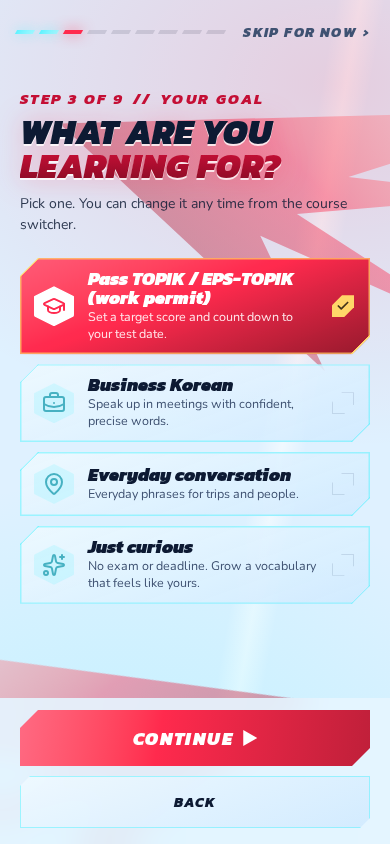 SKIP FOR NOW >
STEP 3 OF 9 // YOUR GOAL
WHAT ARE YOU
LEARNING FOR?
Pick one. You can change it any time from the course
switcher.
Pass TOPIK / EPS-TOPIK
(work permit)
Set a target score and count down to
your test date.
Business Korean
Speak up in meetings with confident,
precise words.
Everyday conversation
Everyday phrases for trips and people.
Just curious
No exam or deadline. Grow a vocabulary
that feels like yours.
CONTINUE
BACK